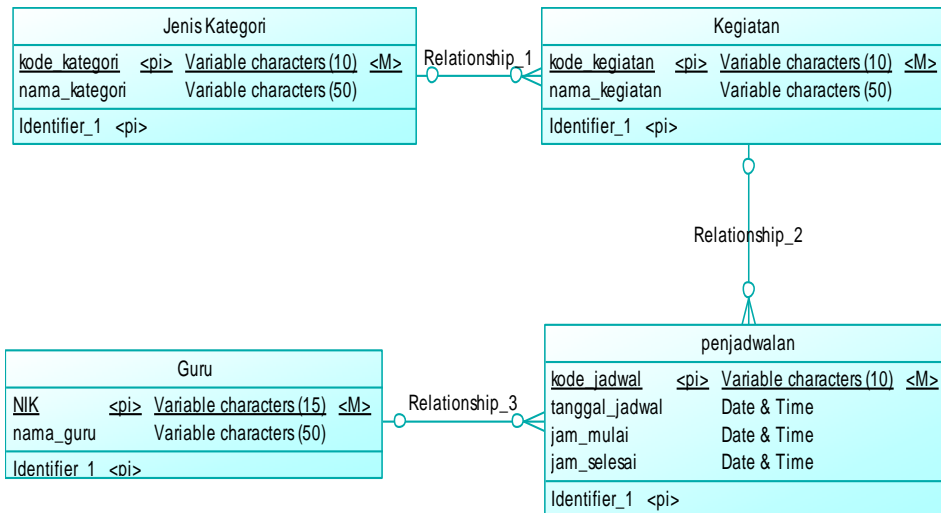 Jenis Kategori
kode_kategori <pi> Variable characters (10) <M>
nama_kategori Variable characters (50)
Identifier_1 <pi>
Relationship_1
Kegiatan
kode_kegiatan <pi> Variable characters (10) <M>
nama_kegiatan Variable characters (50)
Identifier_1 <pi>
Relationship_2
Guru
NIK <pi> Variable characters (15) <M>
nama_guru Variable characters (50)
Identifier_1 <pi>
Relationship_3
penjadwalan
kode_jadwal <pi> Variable characters (10) <M>
tanggal_jadwal Date & Time
jam_mulai Date & Time
jam_selesai Date & Time
Identifier_1 <pi>